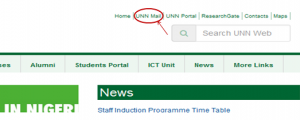 Home UNN Mail UNN Portal ResearchGate Contacts Maps
Search UNN Web
Alumni Students Portal ICT Unit News More Links
IN NIGER
News
Staff Induction Programme Time Table